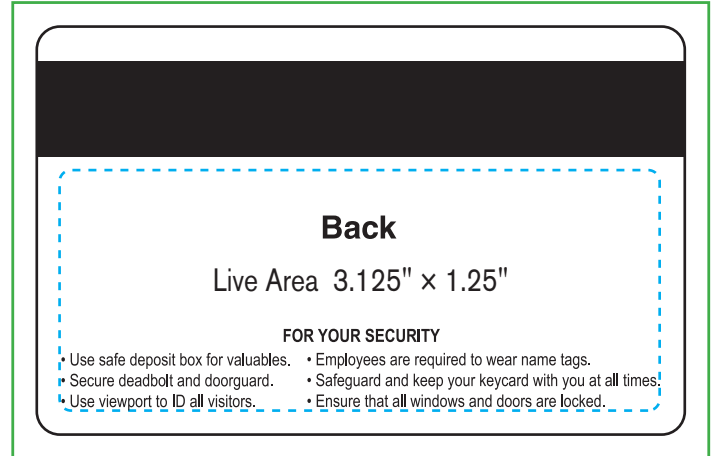 Back
Live Area 3.125" × 1.25"
FOR YOUR SECURITY
• Use safe deposit box for valuables.
• Secure deadbolt and doorguard.
• Use viewport to ID all visitors.
• Employees are required to wear name tags.
• Safeguard and keep your keycard with you at all times.
• Ensure that all windows and doors are locked.